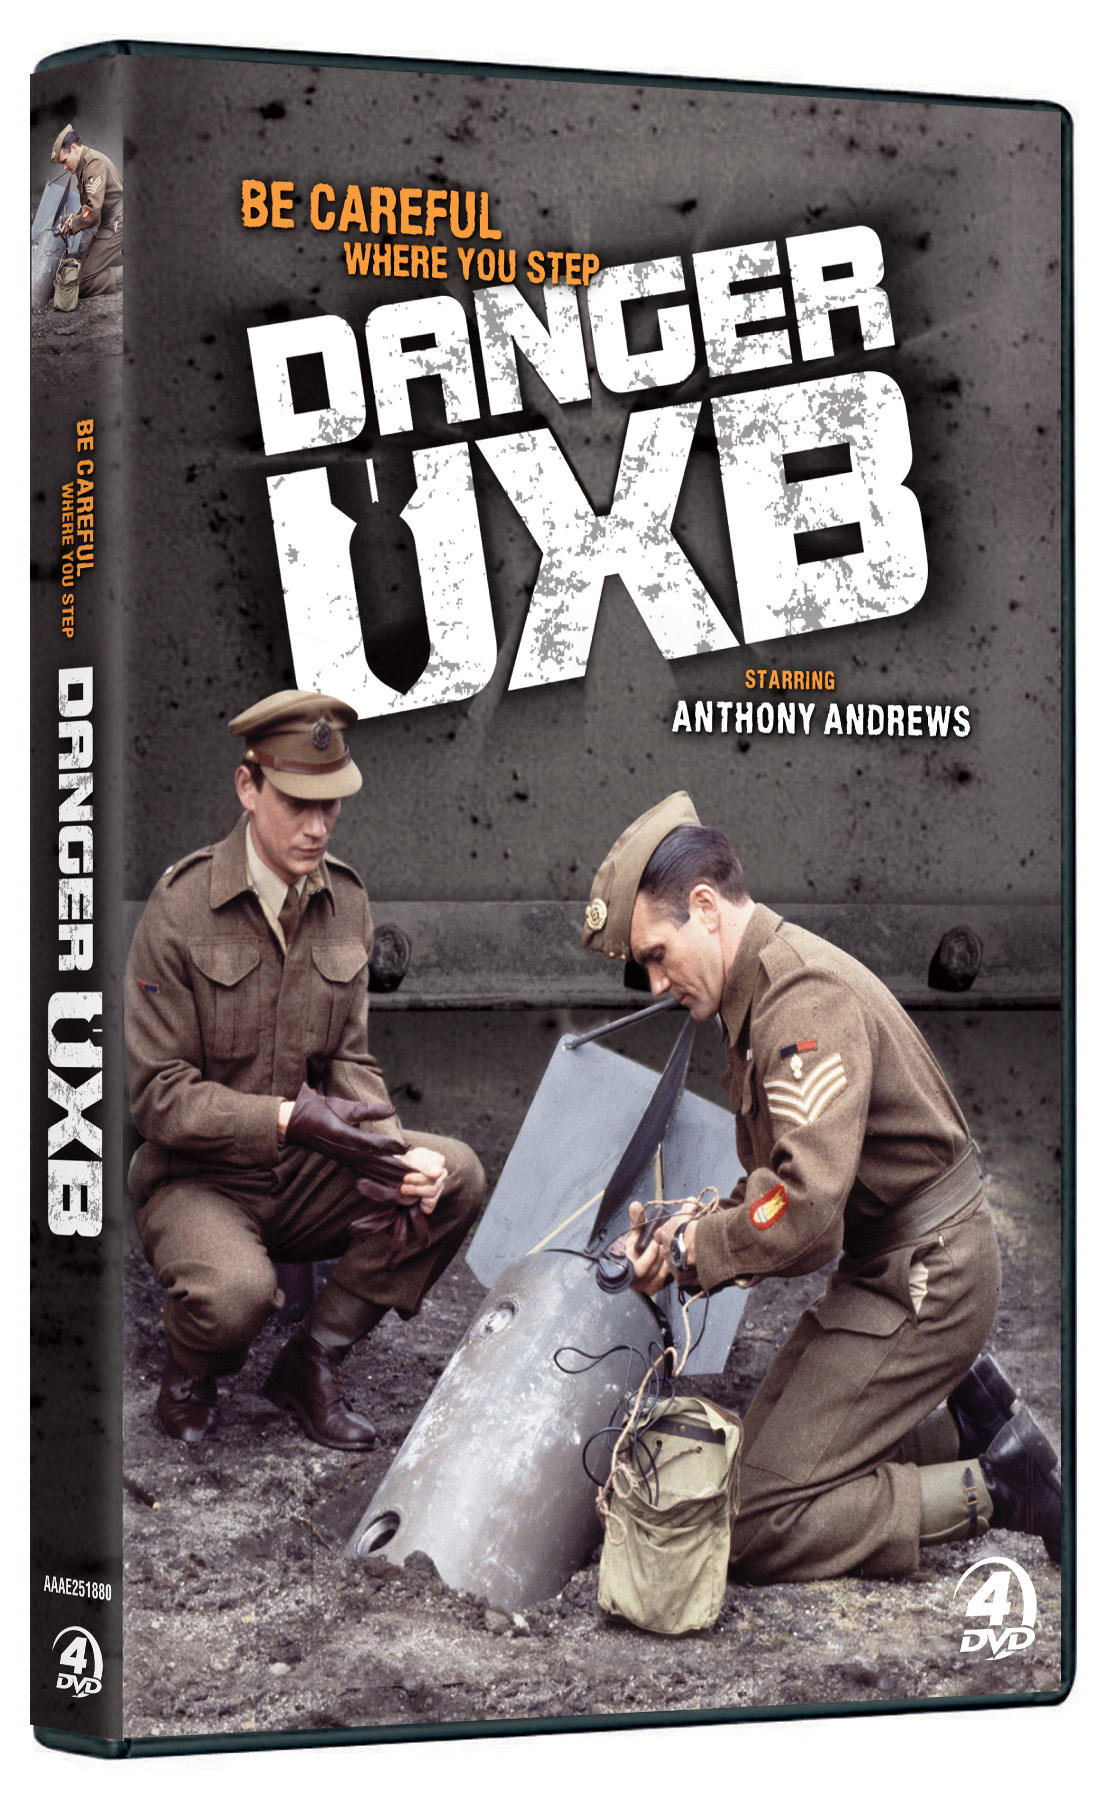 BE CAREFUL
WHERE YOU STEP
DANGER
UXB
STARRING
ANTHONY ANDREWS
4
DVD
BE CAREFUL
WHERE YOU STEP
DANGER UXB
AAAE251880
4
DVD